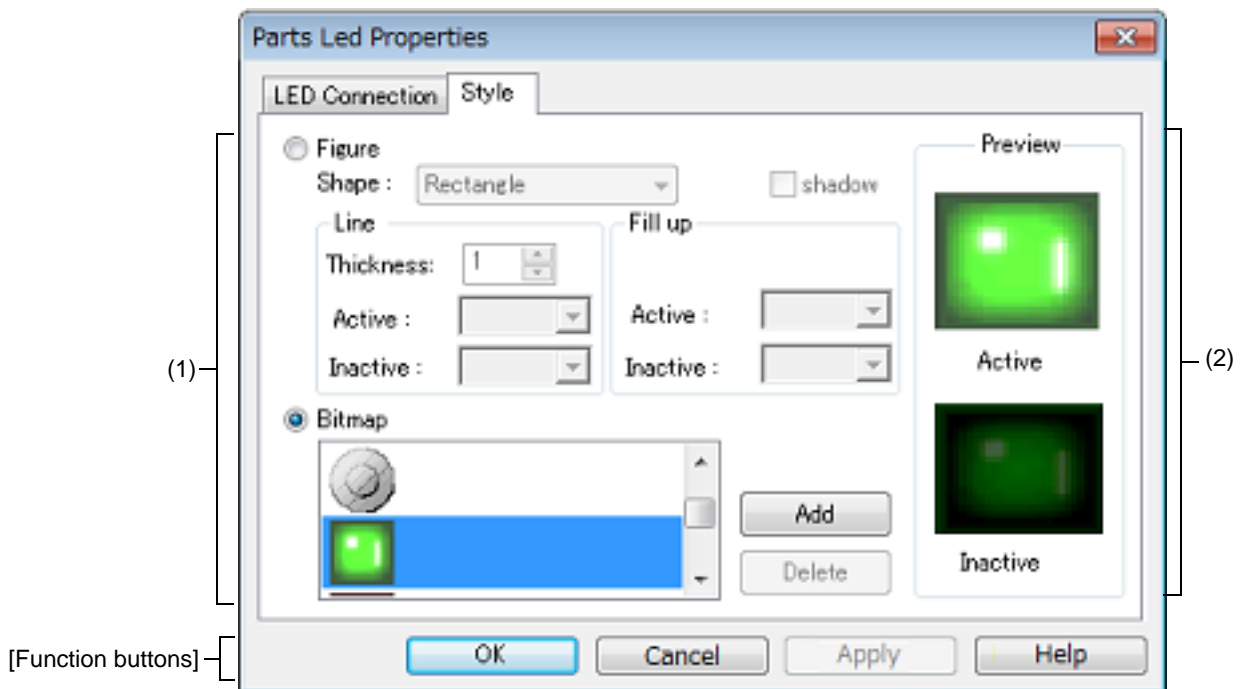 Parts Led Properties
LED Connection Style
Figure
Shape : Rectangle shadow
Line
Thickness: 1
Active :
Inactive :
Fill up
Active :
Inactive :
Bitmap
Add
Delete
Preview
Active
Inactive
(1)
(2)
[Function buttons]
OK Cancel Apply Help